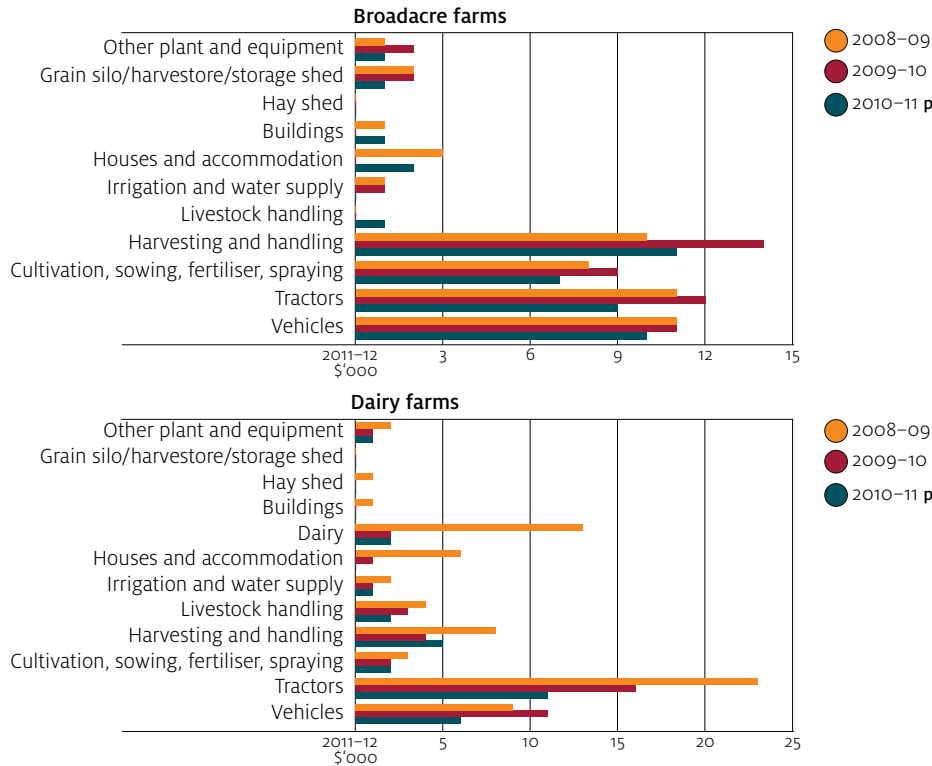 Broadacre farms
Other plant and equipment
Grain silo/harvestore/storage shed
Hay shed
Buildings
Houses and accommodation
Irrigation and water supply
Livestock handling
Harvesting and handling
Cultivation, sowing, fertiliser, spraying
Tractors
Vehicles
2011–12 3 6 9 12 15
$‘000
2008–09
2009–10
2010–11 p
Dairy farms
Other plant and equipment
Grain silo/harvestore/storage shed
Hay shed
Buildings
Dairy
Houses and accommodation
Irrigation and water supply
Livestock handling
Harvesting and handling
Cultivation, sowing, fertiliser, spraying
Tractors
Vehicles
2011–12 5 10 15 20 25
$‘000
2008–09
2009–10
2010–11 p